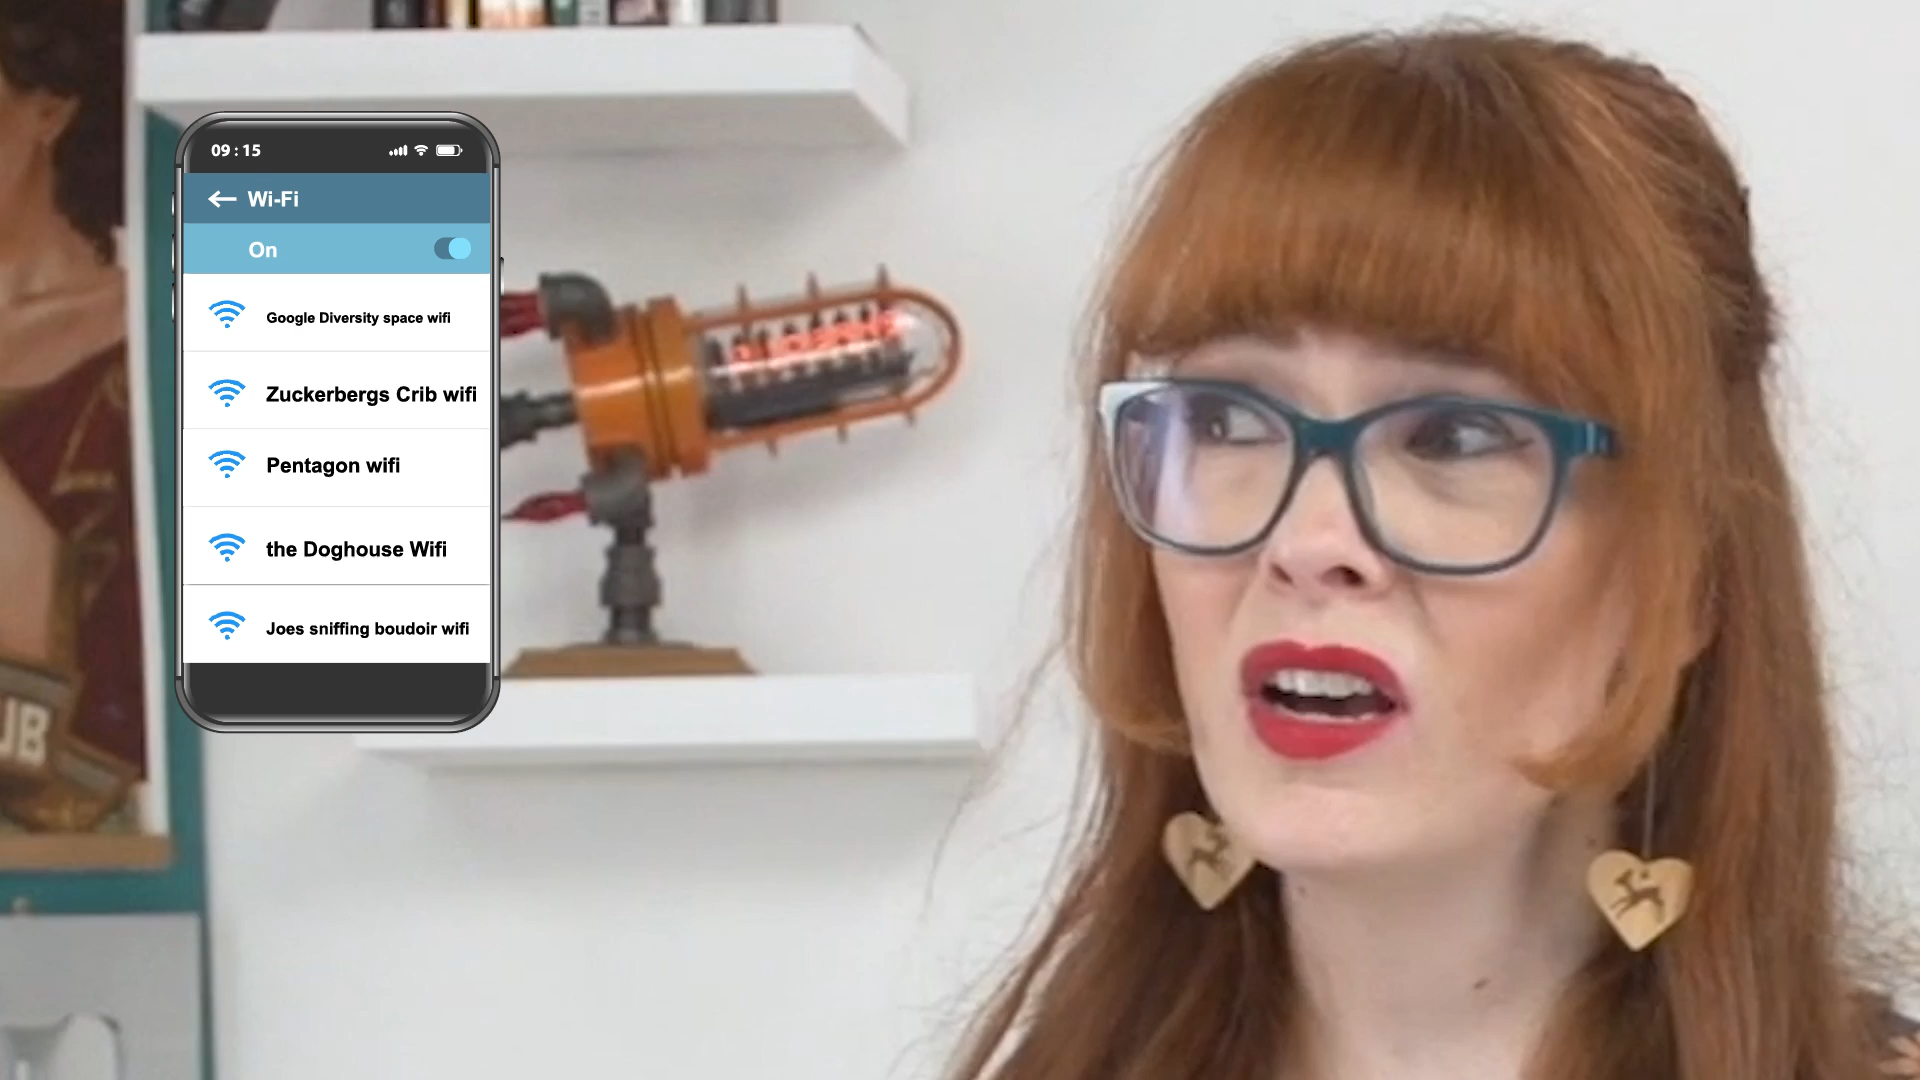 09:15
Wi-Fi
On
Google Diversity space wifi
Zuckerbergs Crib wifi
Pentagon wifi
the Doghouse Wifi
Joes sniffing boudoir wifi
UB